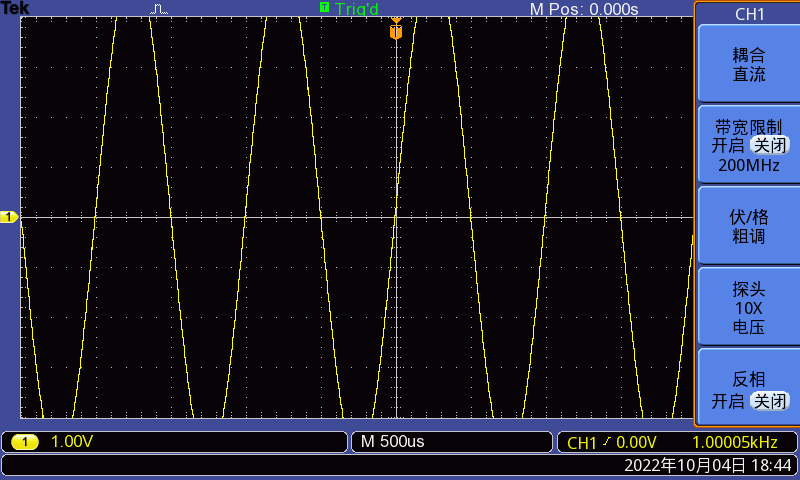 Tek
T Trig'd
M Pos: 0.000s
CH1
T
耦合
直流
带宽限制
开启 关闭
200MHz
1
伏/格
粗调
探头
10X
电压
反相
开启 关闭
1 1.00V
M 500us
CH1 0.00V
1.00005kHz
2022年10月04日 18:44